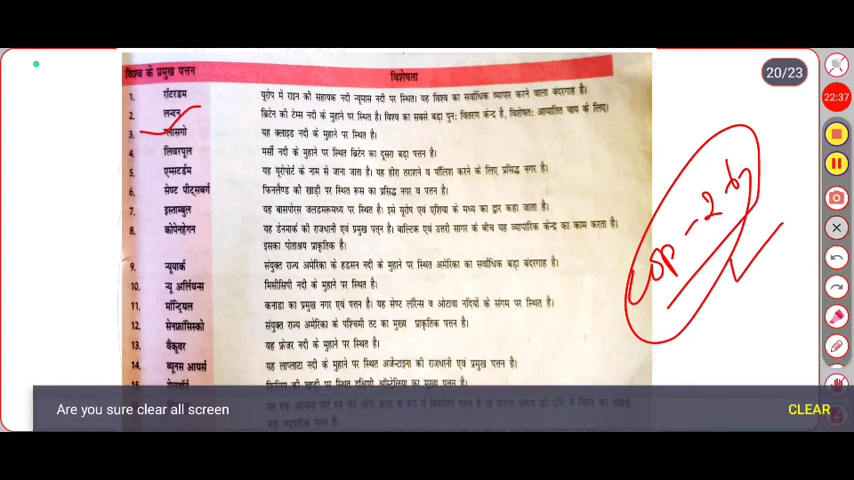 20/23
22:37
विश्व के प्रमुख पत्तन विशेषता
1. रॉटरडम यूरोप में राइन की सहायक नदी न्यूमास नदी पर स्थित। यह विश्व का सर्वाधिक व्यापार करने वाला बंदरगाह है।
2. लन्दन ब्रिटेन की टेम्स नदी के मुहाने पर स्थित है। विश्व का सबसे बड़ा पुन: वितरण केन्द्र है, विशेषत: आयातित चाय के लिए।
3. ग्लासगो यह क्लाइड नदी के मुहाने पर स्थित है।
4. लिवरपूल मर्सी नदी के मुहाने पर स्थित ब्रिटेन का दूसरा बड़ा पत्तन है।
5. एम्सटर्डम यह यूरोपोर्ट के नाम से जाना जाता है। यह हीरा तराशने व पॉलिश करने के लिए प्रसिद्ध नगर है।
6. सेण्ट पीट्सबर्ग फिनलैण्ड की खाड़ी पर स्थित रूस का प्रसिद्ध नगर व पत्तन है।
7. इस्ताम्बुल यह बासपोरस जलडमरूमध्य पर स्थित है। इसे यूरोप एवं एशिया के मध्य का द्वार कहा जाता है।
8. कोपेनहेगन यह डेनमार्क की राजधानी एवं प्रमुख पत्तन है। बाल्टिक एवं उत्तरी सागर के बीच यह व्यापारिक केन्द्र का काम करता है।
इसका पोताश्रय प्राकृतिक है।
9. न्यूयार्क संयुक्त राज्य अमेरिका के हडसन नदी के मुहाने पर स्थित अमेरिका का सर्वाधिक बड़ा बंदरगाह है।
10. न्यू अर्लियन्स मिसीसिपी नदी के मुहाने पर स्थित है।
11. मॉन्ट्रियल कनाडा का प्रमुख नगर एवं पत्तन है। यह सेण्ट लॉरेन्स व ओटावा नदियों के संगम पर स्थित है।
12. सेनफ्रांसिस्को संयुक्त राज्य अमेरिका के पश्चिमी तट का मुख्य प्राकृतिक पत्तन है।
13. वैंकूवर यह फ्रेजर नदी के मुहाने पर स्थित है।
14. ब्यूनस आयर्स यह लाप्लाटा नदी के मुहाने पर स्थित अर्जेन्टाइना की राजधानी एवं प्रमुख पत्तन है।
Are you sure clear all screen CLEAR
बड़ा व्यापारिक पत्तन है।